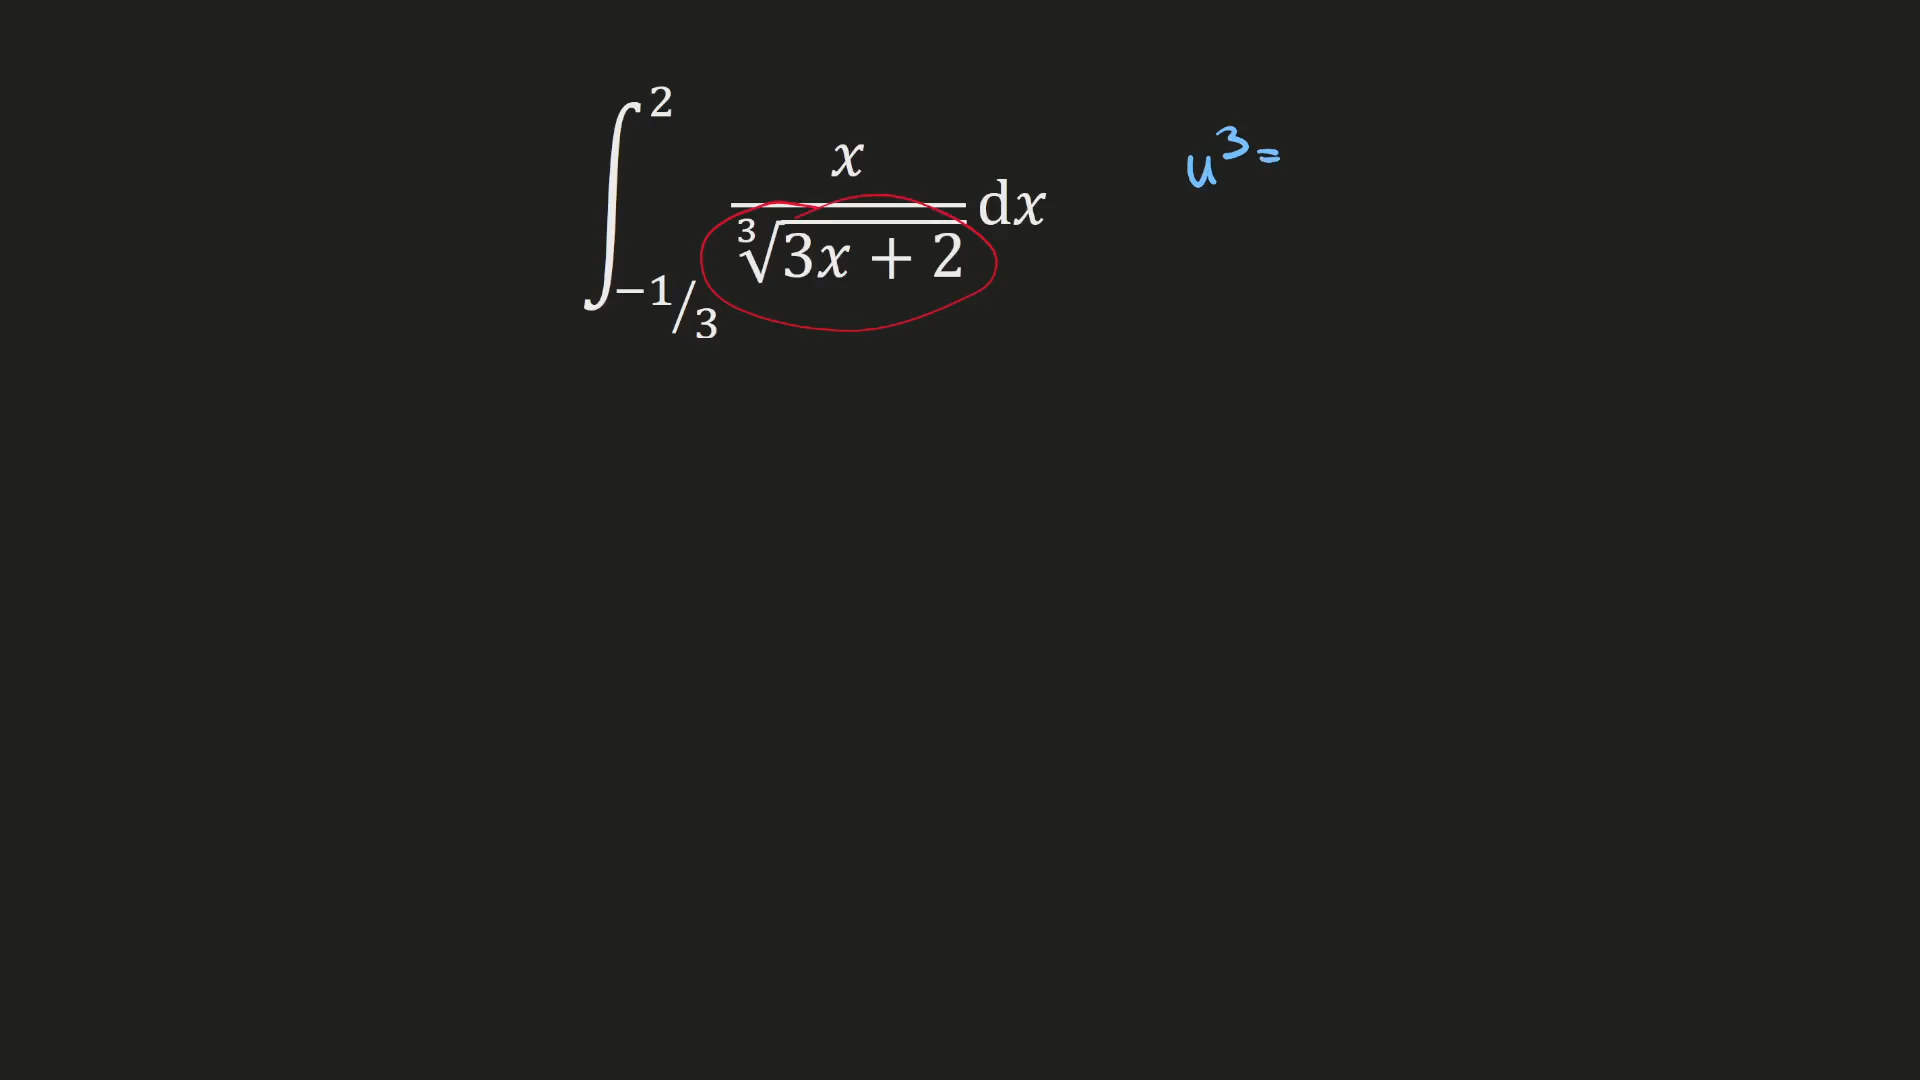 ∫_{-1/3}^{2} x/∛(3x + 2) dx
u³=